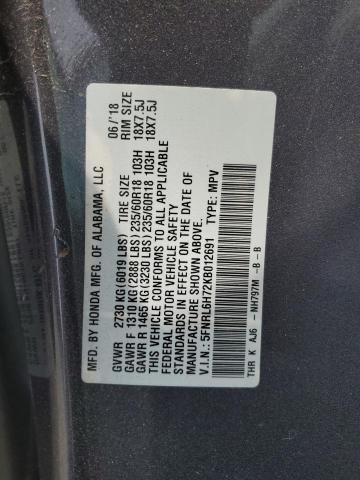 MFD. BY HONDA MFG. OF ALABAMA, LLC 06/'18
GVWR 2730 KG (6019 LBS) TIRE SIZE RIM SIZE
GAWR F 1310 KG (2888 LBS) 235/60R18 103H 18X7.5J
GAWR R 1465 KG (3230 LBS) 235/60R18 103H 18X7.5J
THIS VEHICLE CONFORMS TO ALL APPLICABLE
FEDERAL MOTOR VEHICLE SAFETY
STANDARDS IN EFFECT ON THE DATE OF
MANUFACTURE SHOWN ABOVE.
V.I.N.: 5FNRL6H72KB012691 TYPE: MPV
THR K AJ6 - NH797M -B-B